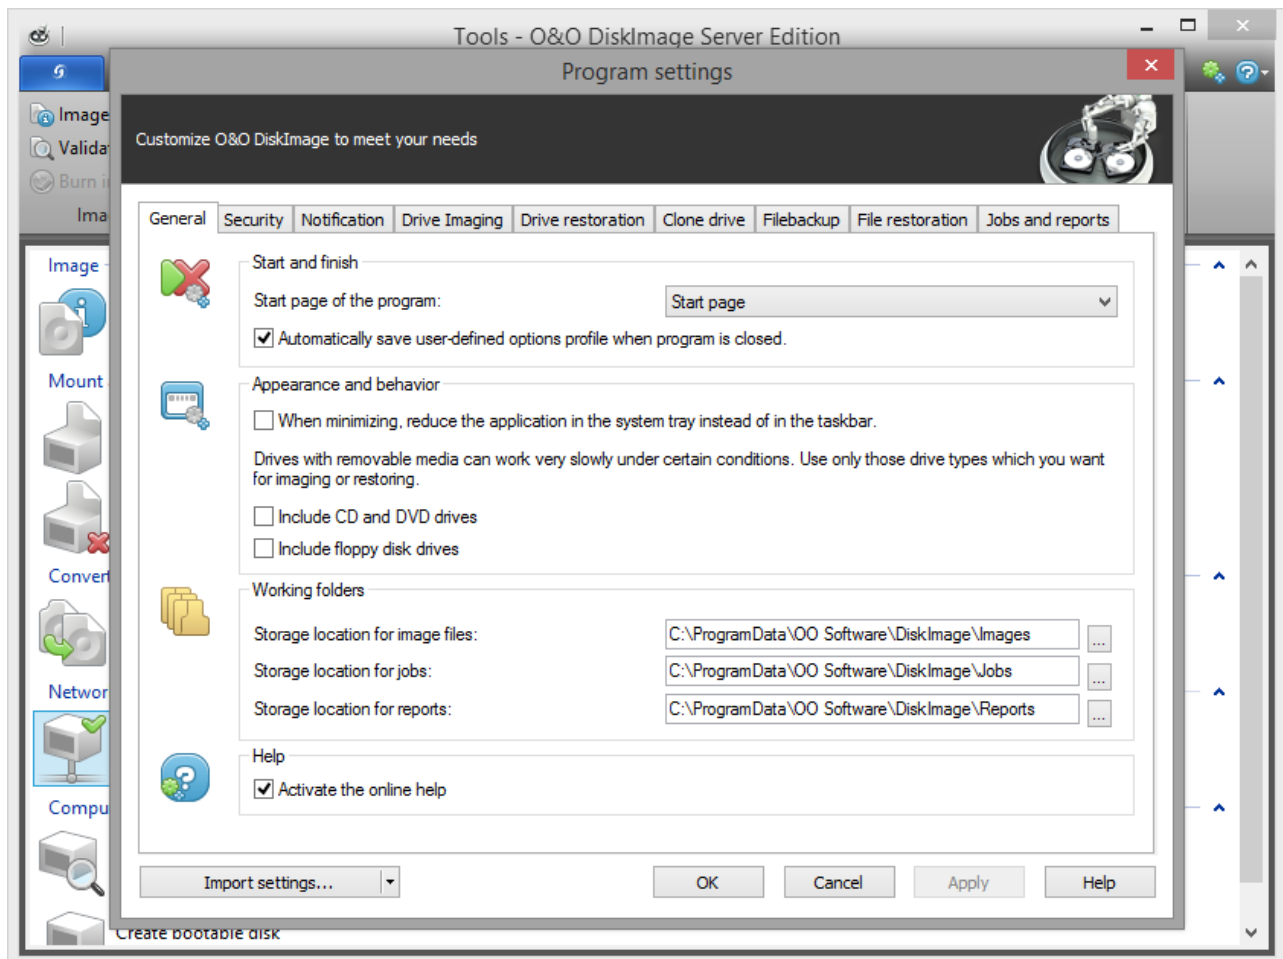 Tools - O&O DiskImage Server Edition
Program settings
Image
Valida
Burn i
Ima
Customize O&O DiskImage to meet your needs
General Security Notification Drive Imaging Drive restoration Clone drive Filebackup File restoration Jobs and reports
Image
Start and finish
Start page of the program: Start page
Automatically save user-defined options profile when program is closed.
Mount
Appearance and behavior
When minimizing, reduce the application in the system tray instead of in the taskbar.
Drives with removable media can work very slowly under certain conditions. Use only those drive types which you want
for imaging or restoring.
Include CD and DVD drives
Include floppy disk drives
Convert
Working folders
Storage location for image files: C:\ProgramData\OO Software\DiskImage\Images ...
Storage location for jobs: C:\ProgramData\OO Software\DiskImage\Jobs ...
Networ
Storage location for reports: C:\ProgramData\OO Software\DiskImage\Reports ...
Help
Activate the online help
Compu
Import settings... OK Cancel Apply Help
Create bootable disk